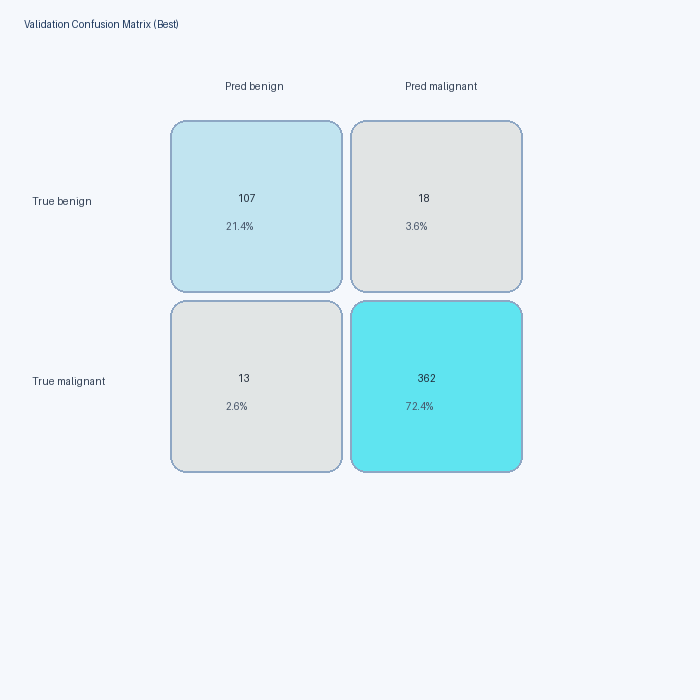 Validation Confusion Matrix (Best)
Pred benign Pred malignant
True benign
107 18
21.4% 3.6%
True malignant
13 362
2.6% 72.4%